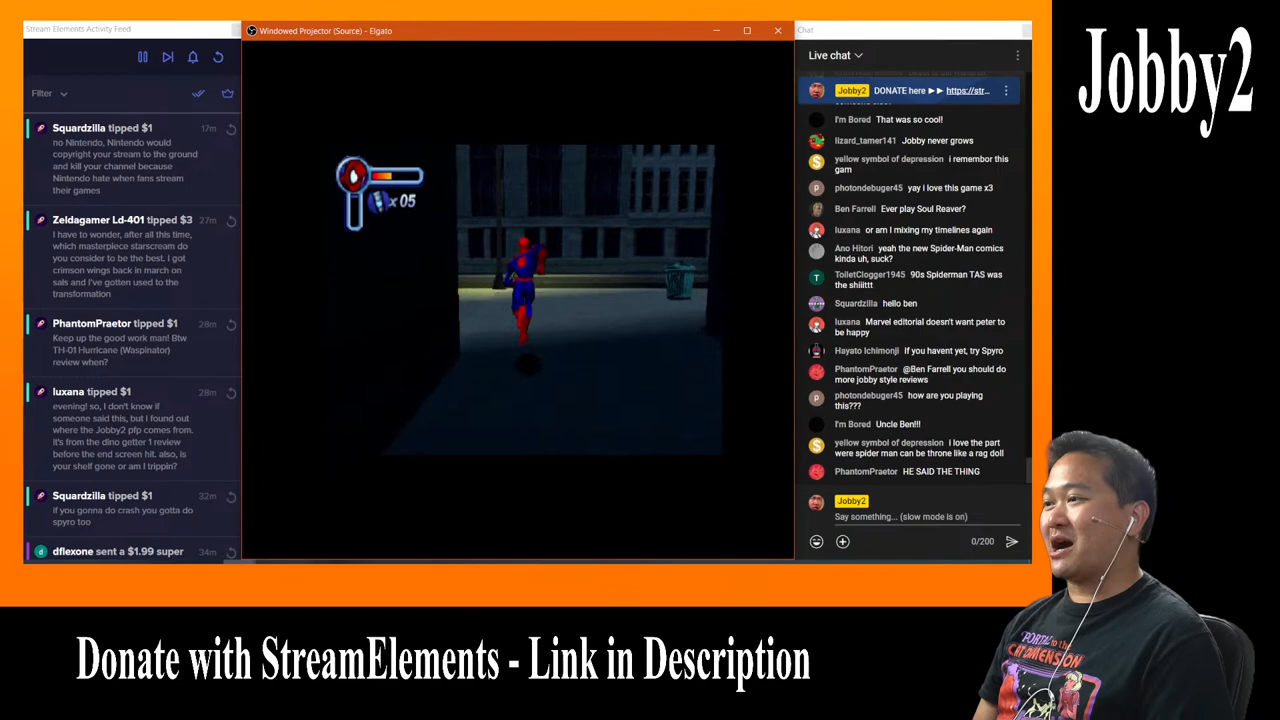 Stream Elements Activity Feed
Filter
Squardzilla tipped $1
17m
no Nintendo, Nintendo would
copyright your stream to the ground
and kill your channel because
Nintendo hate when fans stream
their games
Zeldagamer Ld-401 tipped $3
27m
I have to wonder, after all this time,
which masterpiece starscream do
you consider to be the best. I got
crimson wings back in march on
sals and I've gotten used to the
transformation
PhantomPraetor tipped $1
28m
Keep up the good work man! Btw
TH-01 Hurricane (Waspinator)
review when?
luxana tipped $1
28m
evening! so, I don't know if
someone said this, but I found out
where the Jobby2 pfp comes from.
it's from the dino getter 1 review
before the end screen hit. also, is
your shelf gone or am I trippin?
Squardzilla tipped $1
32m
if you gonna do crash you gotta do
spyro too
d dflexone sent a $1.99 super
34m
Windowed Projector (Source) - Elgato
x 05
Chat
Live chat
Jobby2 DONATE here ►► https://str...
I'm Bored That was so cool!
lizard_tamer141 Jobby never grows
yellow symbol of depression i remember this
gam
photondebuger45 yay i love this game x3
Ben Farrell Ever play Soul Reaver?
luxana or am I mixing my timelines again
Ano Hitori yeah the new Spider-Man comics
kinda uh, suck?
ToiletClogger1945 90s Spiderman TAS was
the shiiittt
Squardzilla hello ben
luxana Marvel editorial doesn't want peter to
be happy
Hayato Ichimonji If you havent yet, try Spyro
PhantomPraetor @Ben Farrell you should do
more jobby style reviews
photondebuger45 how are you playing
this???
I'm Bored Uncle Ben!!!
yellow symbol of depression I love the part
were spider man can be throne like a rag doll
PhantomPraetor HE SAID THE THING
Jobby2
Say something... (slow mode is on)
0/200
Jobby2
PORTAL to the
CAT DIMENSION
Donate with StreamElements - Link in Description